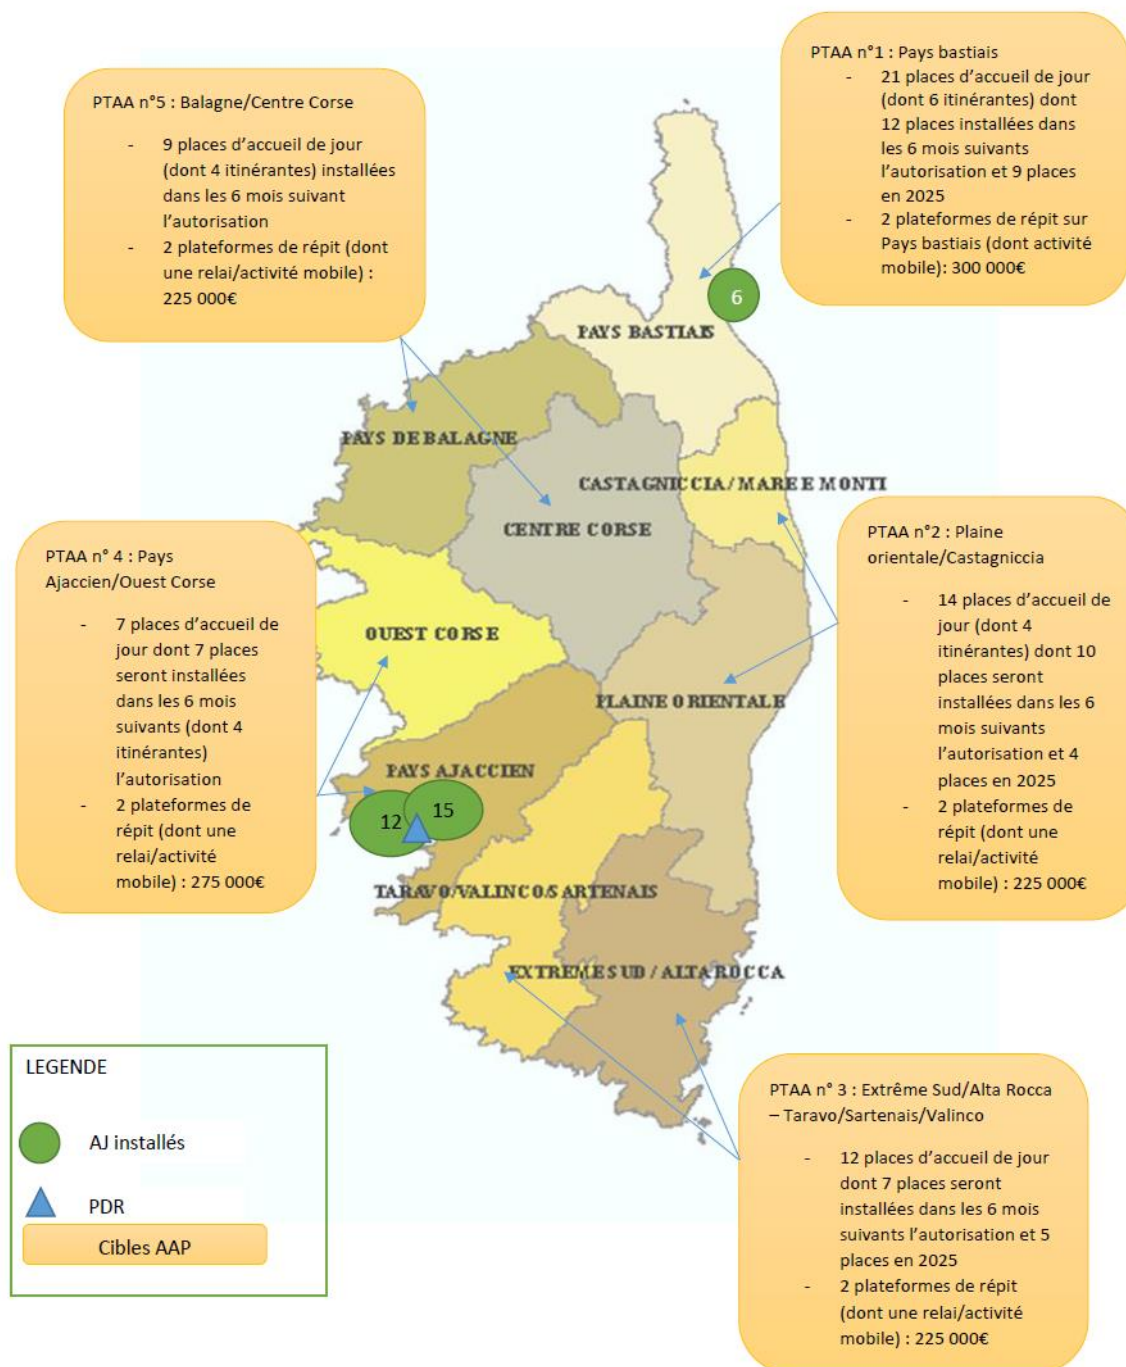 PTAA n°1 : Pays bastiais
- 21 places d'accueil de jour
(dont 6 itinérantes) dont
12 places installées dans
les 6 mois suivants
l'autorisation et 9 places
en 2025
- 2 plateformes de répit sur
Pays bastiais (dont activité
mobile): 300 000€
PTAA n°5 : Balagne/Centre Corse
- 9 places d'accueil de jour
(dont 4 itinérantes) installées
dans les 6 mois suivant
l'autorisation
- 2 plateformes de répit (dont
une relai/activité mobile) :
225 000€
6
PAYS BASTIAIS
PAYS DE BALAGNE
CASTAGNICCIA / MARE E MONTI
CENTRE CORSE
PTAA n°2 : Plaine
orientale/Castagniccia
- 14 places d'accueil de
jour (dont 4
itinérantes) dont 10
places seront
installées dans les 6
mois suivants
l'autorisation et 4
places en 2025
- 2 plateformes de
répit (dont une
relai/activité
mobile) : 225 000€
PTAA n° 4 : Pays
Ajaccien/Ouest Corse
- 7 places d'accueil de
jour dont 7 places
seront installées
dans les 6 mois
suivants (dont 4
itinérantes)
l'autorisation
- 2 plateformes de
répit (dont une
relai/activité
mobile) : 275 000€
OUEST CORSE
PLAINE ORIENTALE
PAYS AJACCIEN
15
12
TARAVO/VALINCO/SARTENAIS
EXTREME SUD / ALTA ROCCA
LEGENDE
AJ installés
PDR
Cibles AAP
PTAA n° 3 : Extrême Sud/Alta Rocca
– Taravo/Sartenais/Valinco
- 12 places d'accueil de jour
dont 7 places seront
installées dans les 6 mois
suivants l'autorisation et 5
places en 2025
- 2 plateformes de répit
(dont une relai/activité
mobile) : 225 000€